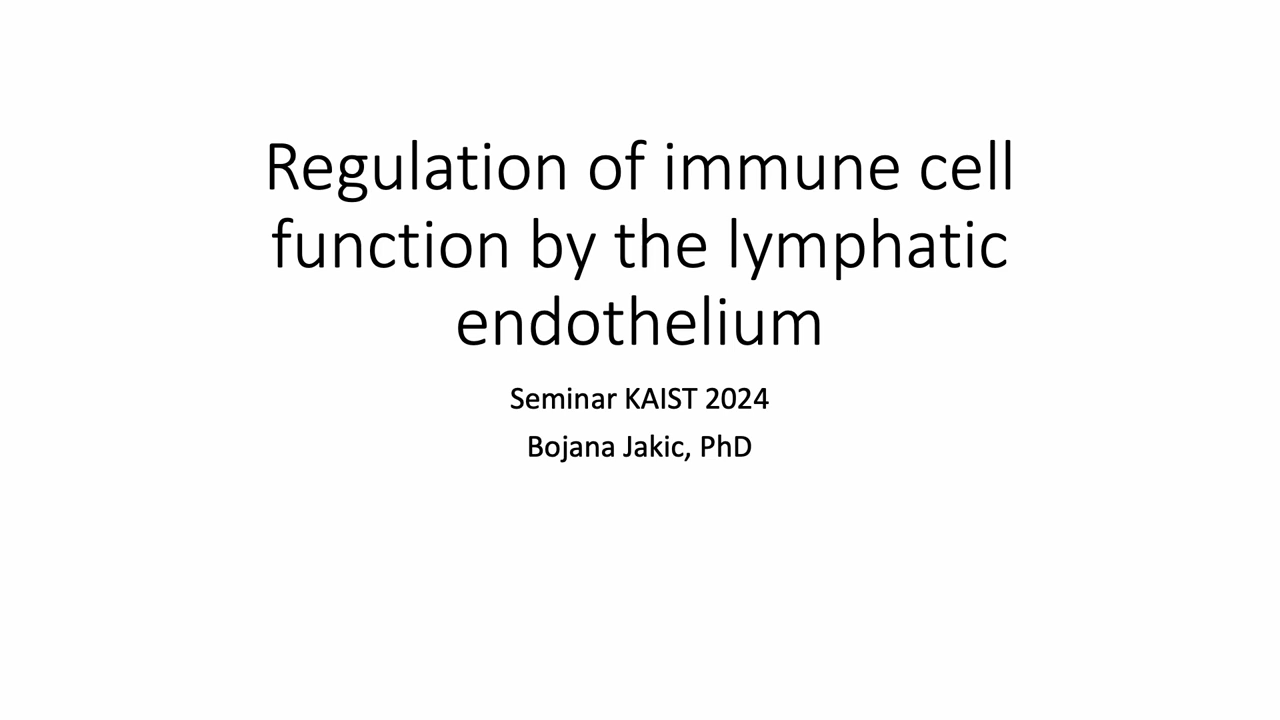 Regulation of immune cell
function by the lymphatic
endothelium
Seminar KAIST 2024
Bojana Jakic, PhD